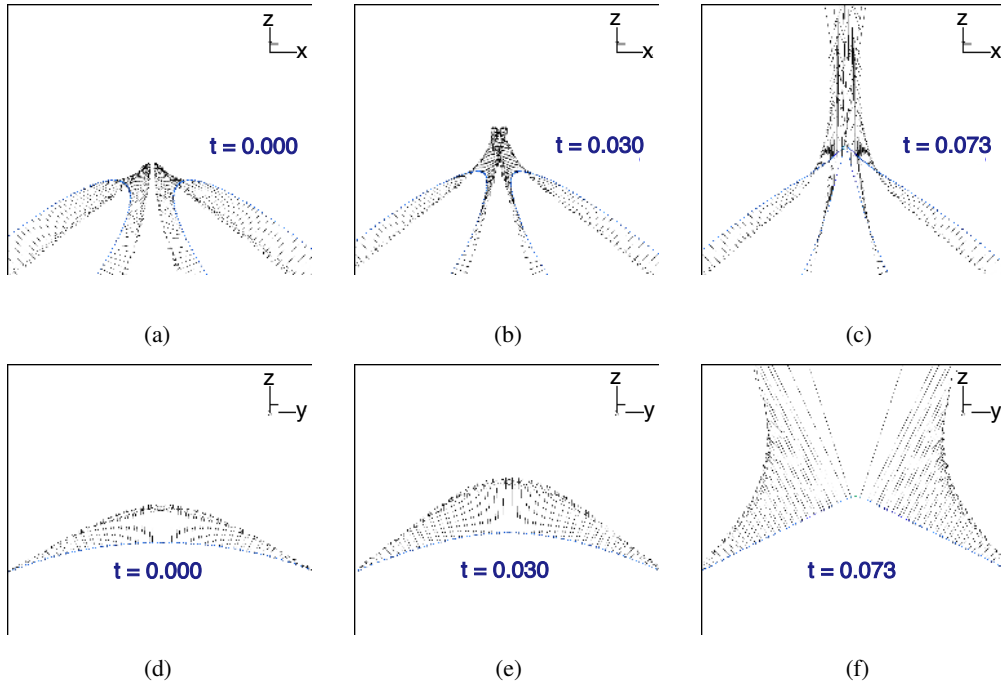 z
x
t = 0.000
z
x
t = 0.030
z
x
t = 0.073
(a)
(b)
(c)
z
y
t = 0.000
z
y
t = 0.030
z
y
t = 0.073
(d)
(e)
(f)